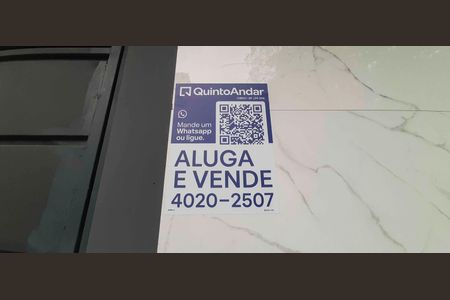 QuintoAndar
Mande um
Whatsapp
ou ligue.
ALUGA
E VENDE
4020-2507